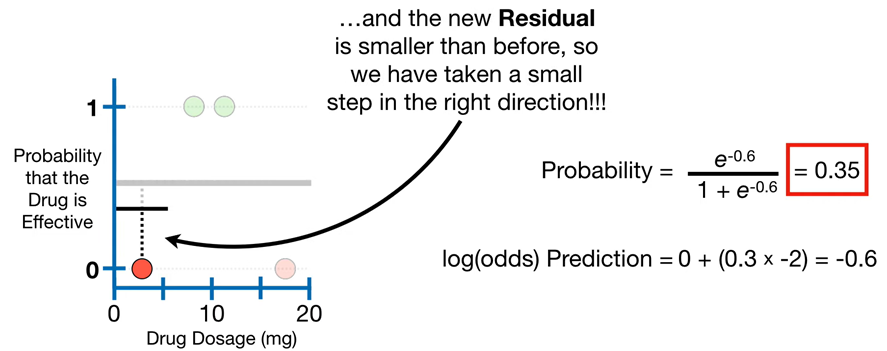 …and the new Residual
is smaller than before, so
we have taken a small
step in the right direction!!!
1
Probability
that the
Drug is
Effective
0
0
10
20
Drug Dosage (mg)
Probability = e^-0.6 / 1 + e^-0.6 = 0.35
log(odds) Prediction = 0 + (0.3 x -2) = -0.6